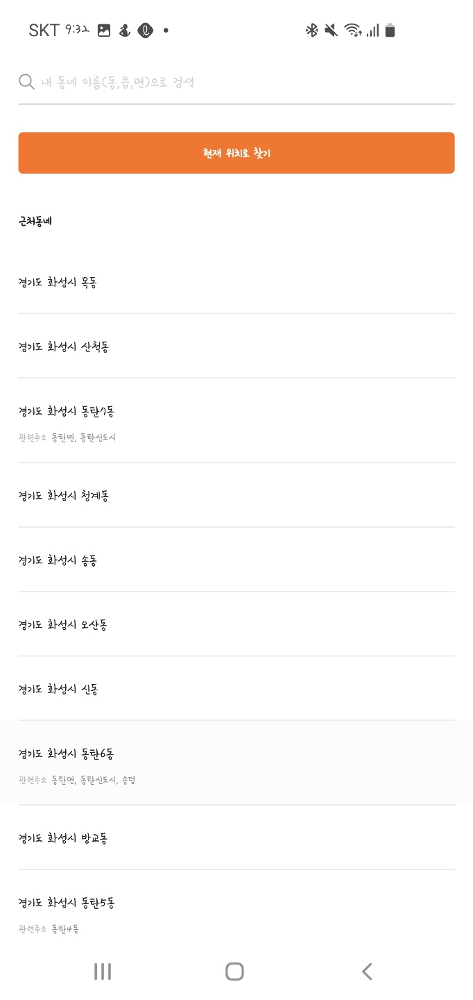 SKT 9:32
내 동네 이름(동,읍,면)으로 검색
현재 위치로 찾기
근처동네
경기도 화성시 목동
경기도 화성시 산척동
경기도 화성시 동탄7동
관련주소 동탄면, 동탄신도시
경기도 화성시 청계동
경기도 화성시 송동
경기도 화성시 오산동
경기도 화성시 신동
경기도 화성시 동탄6동
관련주소 동탄면, 동탄신도시, 송덩
경기도 화성시 방교동
경기도 화성시 동탄5동
관련주소 동탄4동